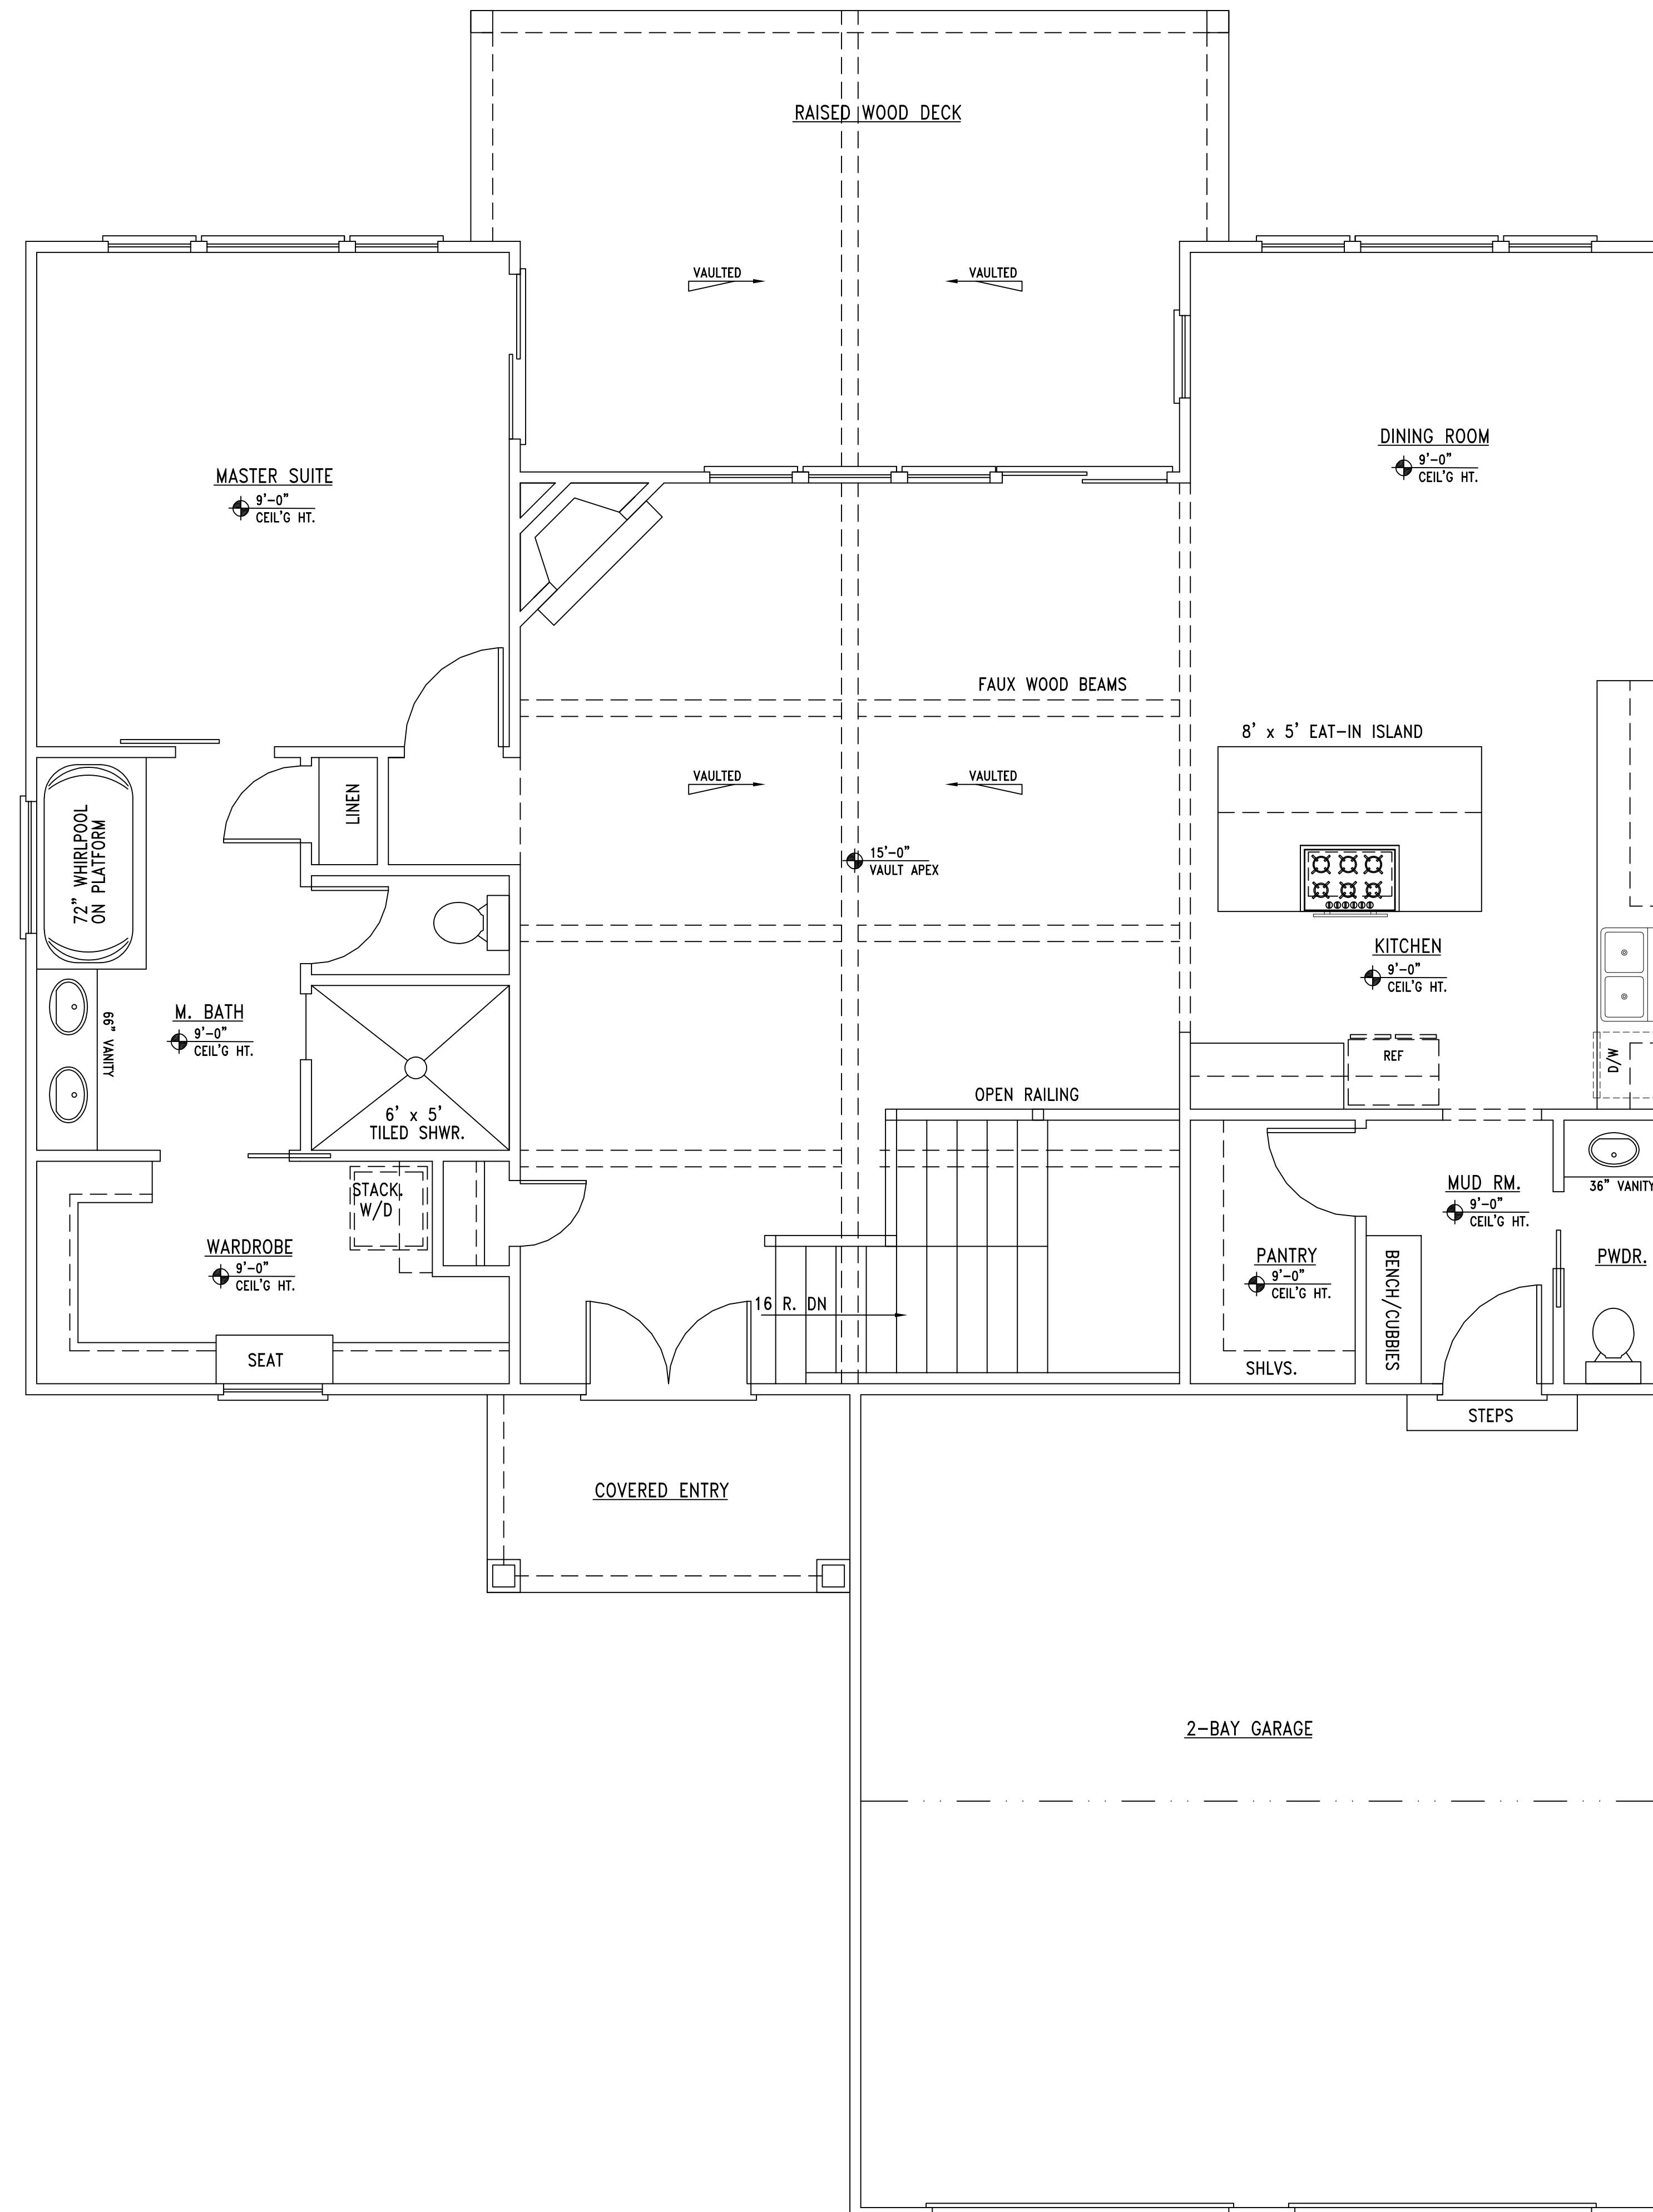 RAISED WOOD DECK
VAULTED
VAULTED
DINING ROOM
9'-0"
CEIL'G HT.
MASTER SUITE
9'-0"
CEIL'G HT.
FAUX WOOD BEAMS
8' x 5' EAT-IN ISLAND
VAULTED
VAULTED
LINEN
72" WHIRLPOOL
ON PLATFORM
15'-0"
VAULT APEX
KITCHEN
9'-0"
CEIL'G HT.
M. BATH
9'-0"
CEIL'G HT.
66" VANITY
REF
D/W
OPEN RAILING
6' x 5'
TILED SHWR.
STACK.
W/D
MUD RM.
9'-0"
CEIL'G HT.
36" VANITY
WARDROBE
9'-0"
CEIL'G HT.
PANTRY
9'-0"
CEIL'G HT.
BENCH/CUBBIES
PWDR.
16 R. DN
SEAT
SHLVS.
STEPS
COVERED ENTRY
2-BAY GARAGE